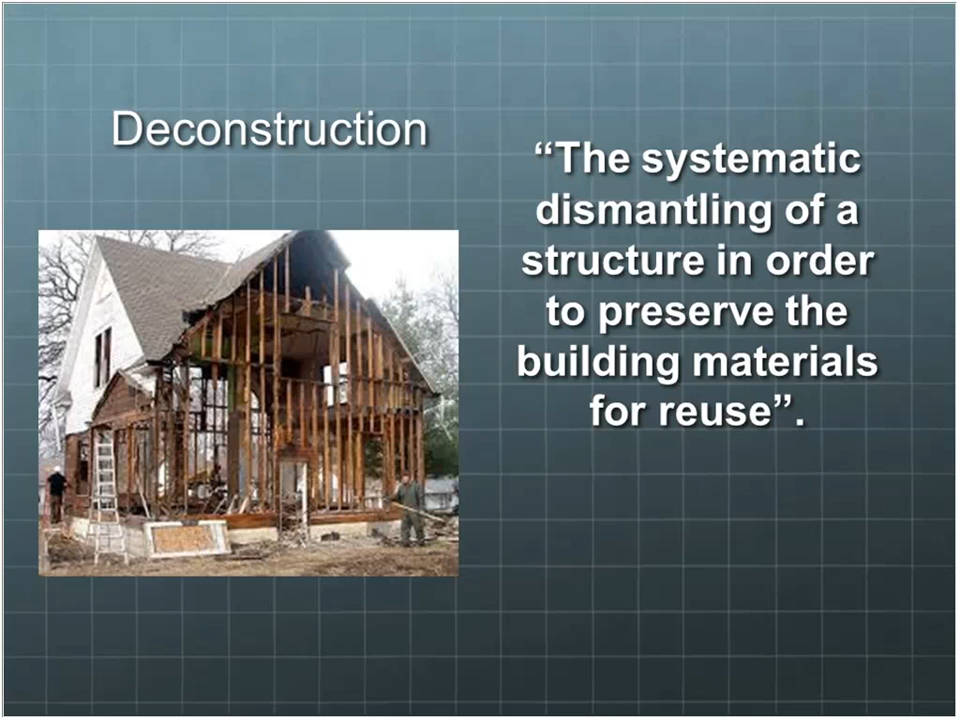 Deconstruction
“The systematic
dismantling of a
structure in order
to preserve the
building materials
for reuse”.